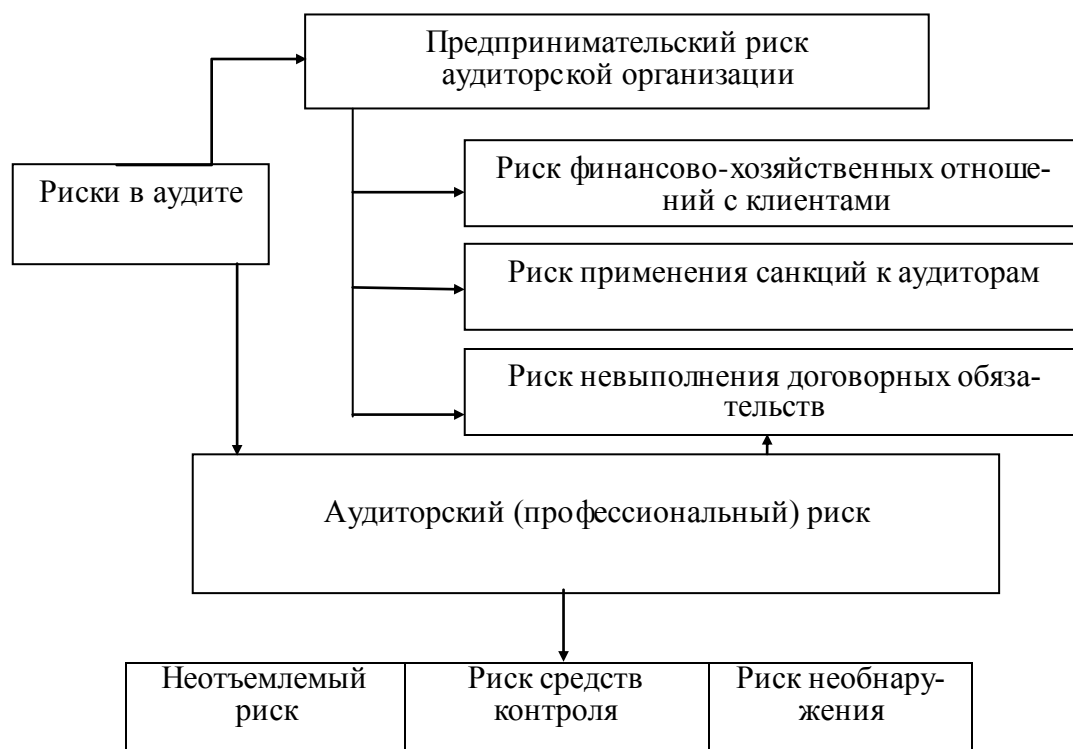 Предпринимательский риск
аудиторской организации
Риски в аудите
Риск финансово-хозяйственных отноше-
ний с клиентами
Риск применения санкций к аудиторам
Риск невыполнения договорных обяза-
тельств
Аудиторский (профессиональный) риск
Неотъемлемый
риск
Риск средств
контроля
Риск необнару-
жения